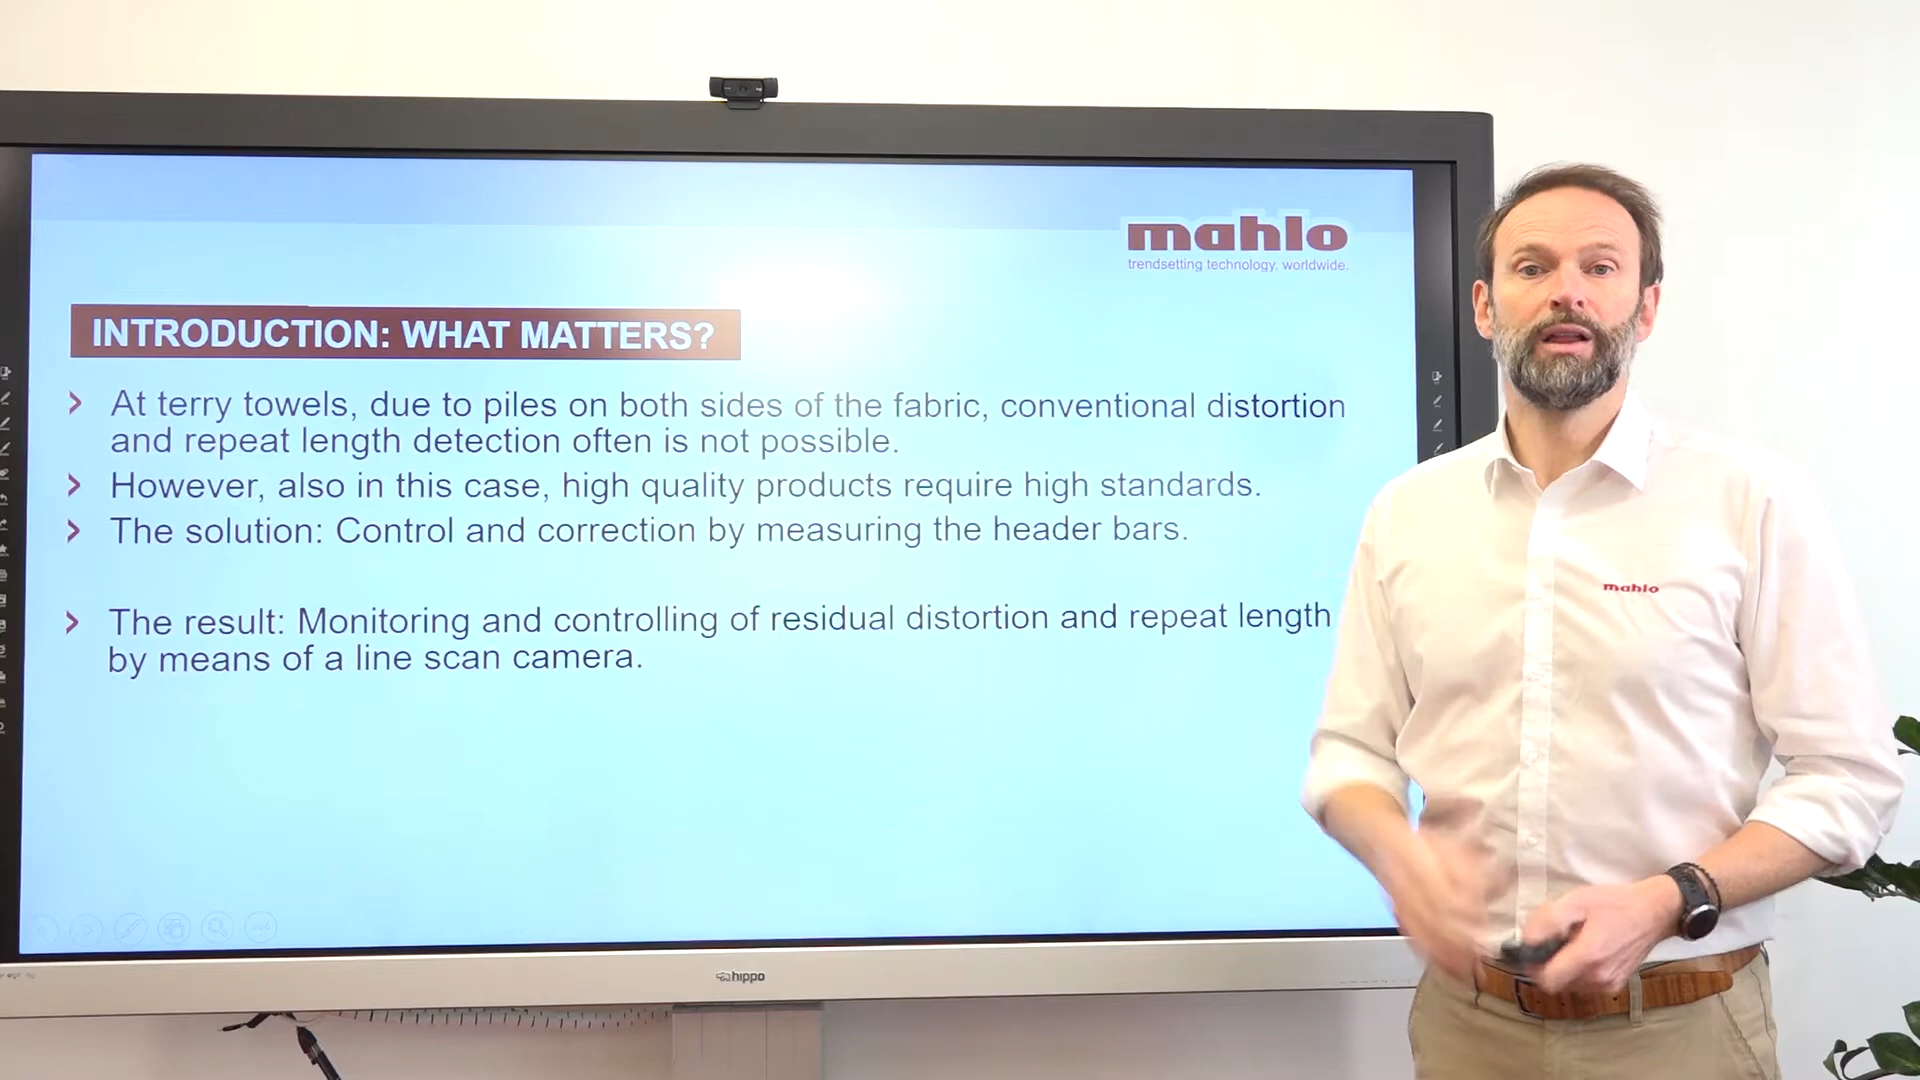 mahlo
trendsetting technology. worldwide.
INTRODUCTION: WHAT MATTERS?
At terry towels, due to piles on both sides of the fabric, conventional distortion
and repeat length detection often is not possible.
However, also in this case, high quality products require high standards.
The solution: Control and correction by measuring the header bars.
The result: Monitoring and controlling of residual distortion and repeat length
by means of a line scan camera.
mahlo
hippo